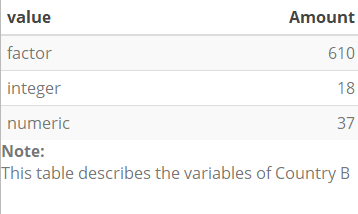 value Amount
factor 610
integer 18
numeric 37
Note:
This table describes the variables of Country B